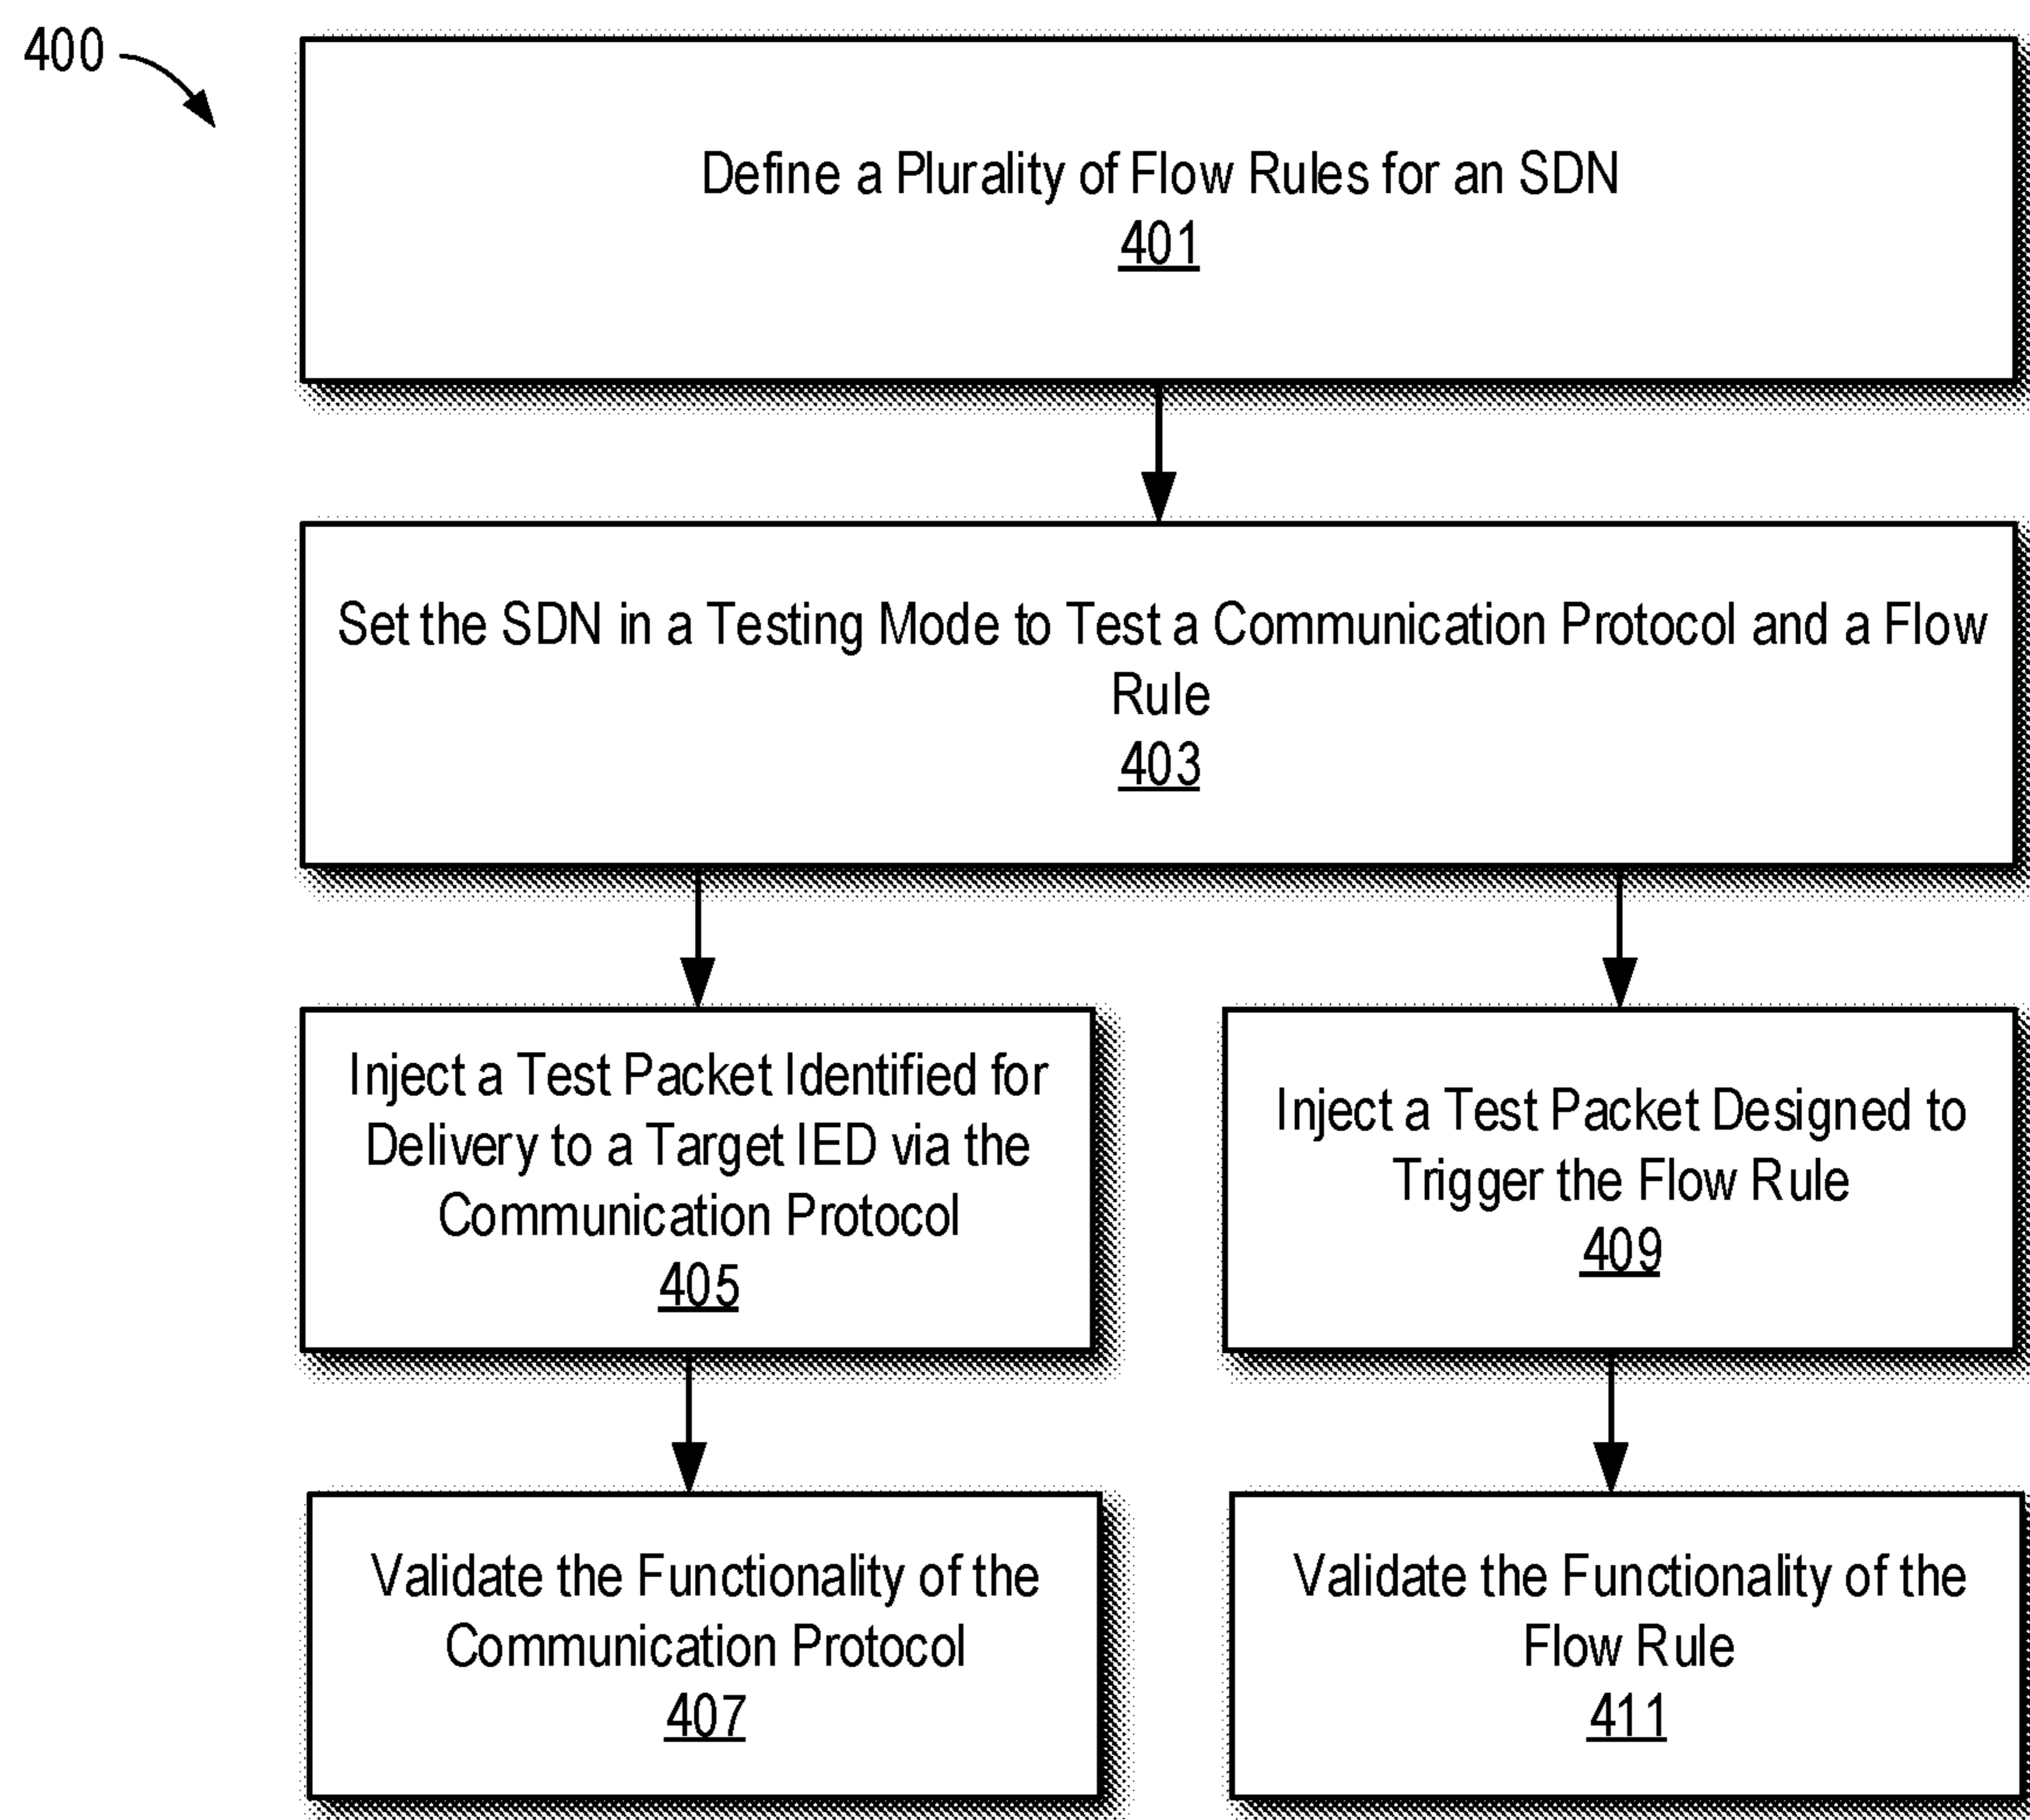 400
Define a Plurality of Flow Rules for an SDN
401
Set the SDN in a Testing Mode to Test a Communication Protocol and a Flow
Rule
403
Inject a Test Packet Identified for
Delivery to a Target IED via the
Communication Protocol
405
Inject a Test Packet Designed to
Trigger the Flow Rule
409
Validate the Functionality of the
Communication Protocol
407
Validate the Functionality of the
Flow Rule
411